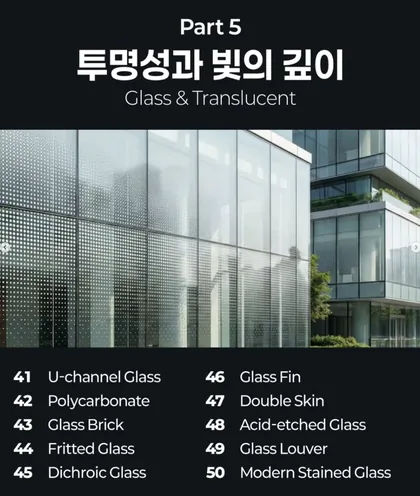 Part 5
투명성과 빛의 깊이
Glass & Translucent
41 U-channel Glass
42 Polycarbonate
43 Glass Brick
44 Fritted Glass
45 Dichroic Glass
46 Glass Fin
47 Double Skin
48 Acid-etched Glass
49 Glass Louver
50 Modern Stained Glass